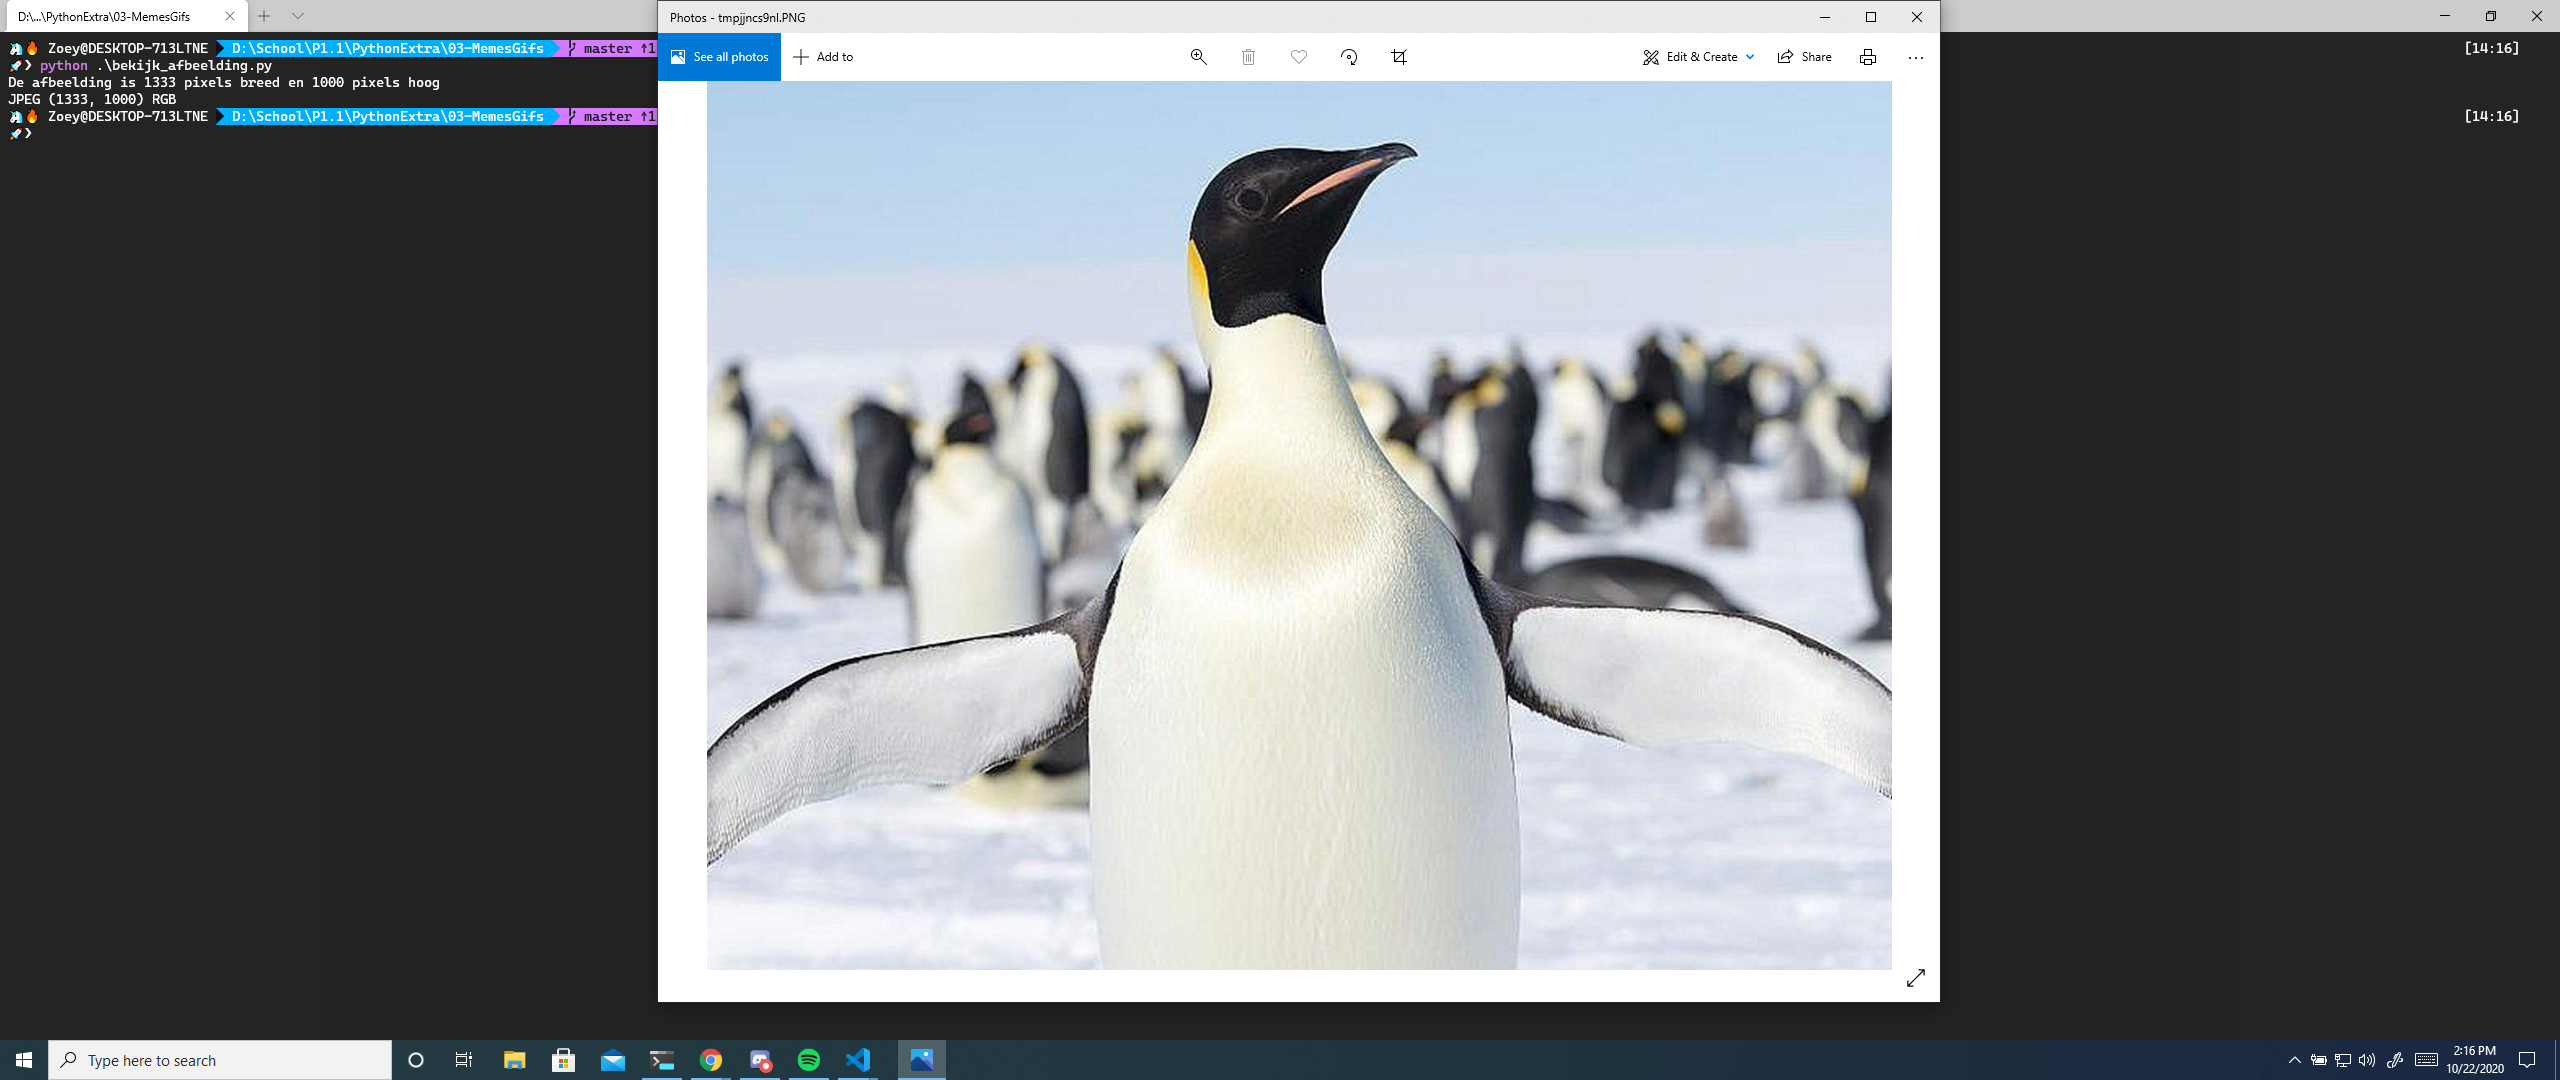 D:\...\PythonExtra\03-MemesGifs
Zoey@DESKTOP-713LTNE D:\School\P1.1\PythonExtra\03-MemesGifs master ↑1 [14:16]
❯ python .\bekijk_afbeelding.py
De afbeelding is 1333 pixels breed en 1000 pixels hoog
JPEG (1333, 1000) RGB
Zoey@DESKTOP-713LTNE D:\School\P1.1\PythonExtra\03-MemesGifs master ↑1 [14:16]
❯
Photos - tmpjjncs9nl.PNG
See all photos
Add to
Edit & Create
Share
Type here to search
2:16 PM
10/22/2020